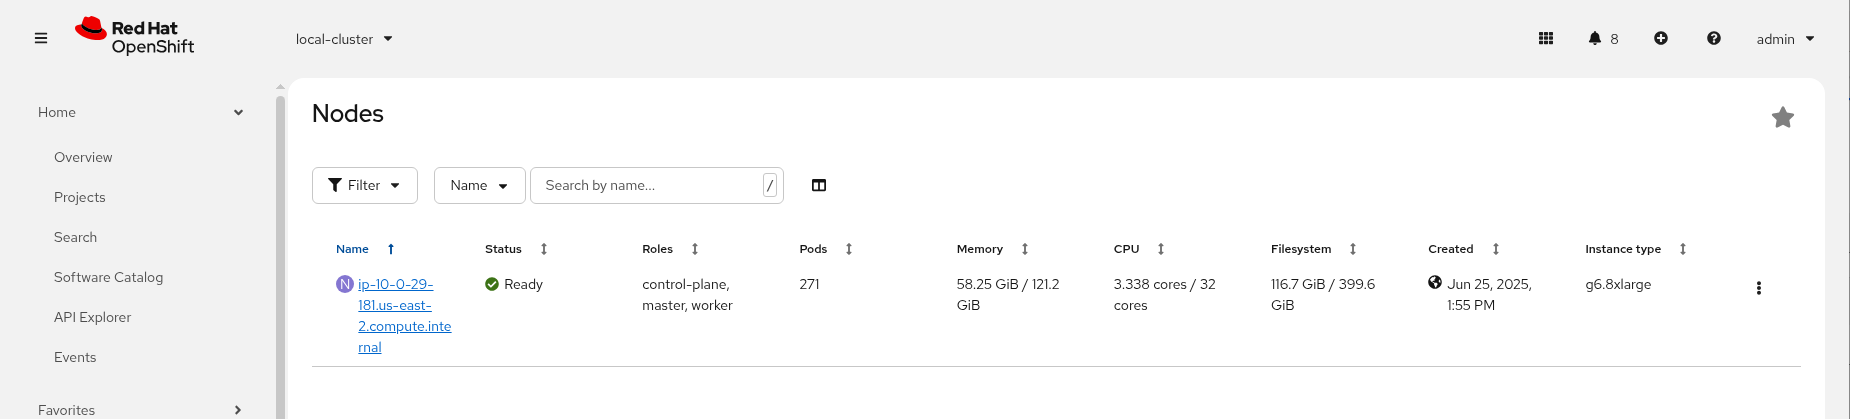 Red Hat
OpenShift
local-cluster
8
admin
Home
Overview
Projects
Search
Software Catalog
API Explorer
Events
Favorites
Nodes
Filter
Name
Search by name...
/
Name Status Roles Pods Memory CPU Filesystem Created Instance type
N ip-10-0-29- Ready control-plane, 271 58.25 GiB / 121.2 3.338 cores / 32 116.7 GiB / 399.6 Jun 25, 2025, g6.8xlarge
181.us-east- master, worker GiB cores GiB 1:55 PM
2.compute.inte
rnal